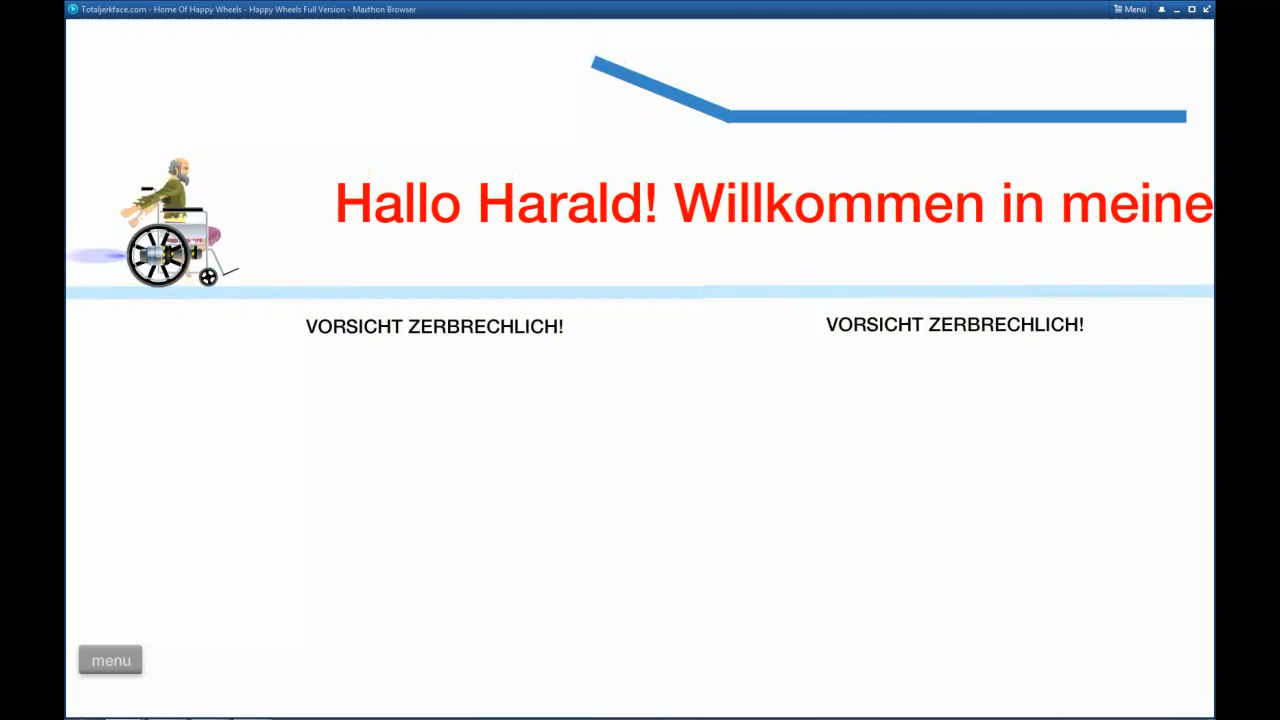 Totaljerkface.com - Home Of Happy Wheels - Happy Wheels Full Version - Maxthon Browser
Menü
Hallo Harald! Willkommen in meine
VORSICHT ZERBRECHLICH!
VORSICHT ZERBRECHLICH!
menu